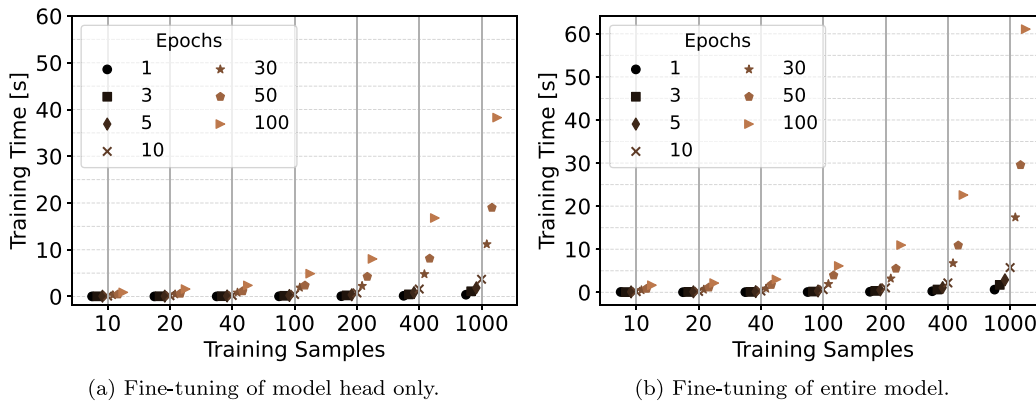 60
50
40
30
20
10
0
Training Time [s]
Epochs
1 30
3 50
5 100
10
10 20 40 100 200 400 1000
Training Samples
(a) Fine-tuning of model head only.
60
50
40
30
20
10
0
Training Time [s]
Epochs
1 30
3 50
5 100
10
10 20 40 100 200 400 1000
Training Samples
(b) Fine-tuning of entire model.